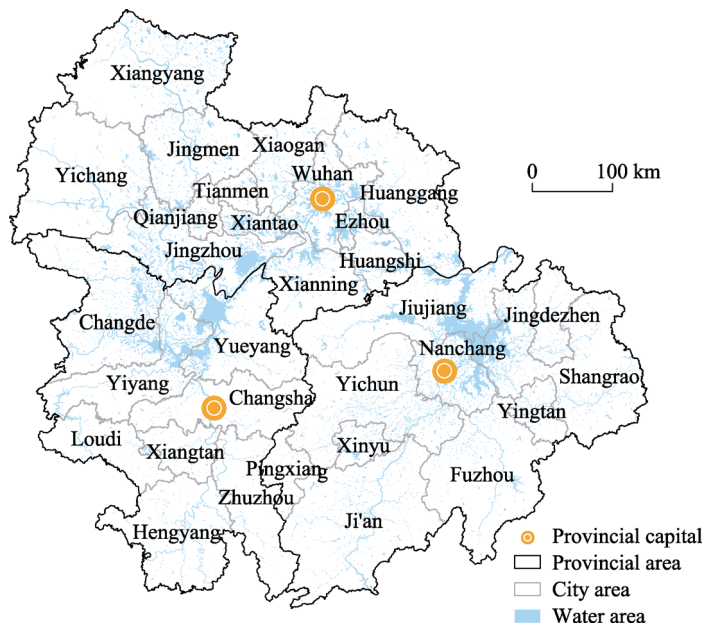 Xiangyang
Jingmen
Xiaogan
Yichang
Wuhan
0 100 km
Tianmen
Huanggang
Qianjiang
Xiantao
Ezhou
Jingzhou
Huangshi
Xianning
Changde
Jiujiang
Jingdezhen
Yueyang
Nanchang
Yiyang
Changsha
Yichun
Shangrao
Yingtan
Loudi
Xiangtan
Xinyu
Pingxiang
Fuzhou
Zhuzhou
Ji'an
Hengyang
Provincial capital
Provincial area
City area
Water area